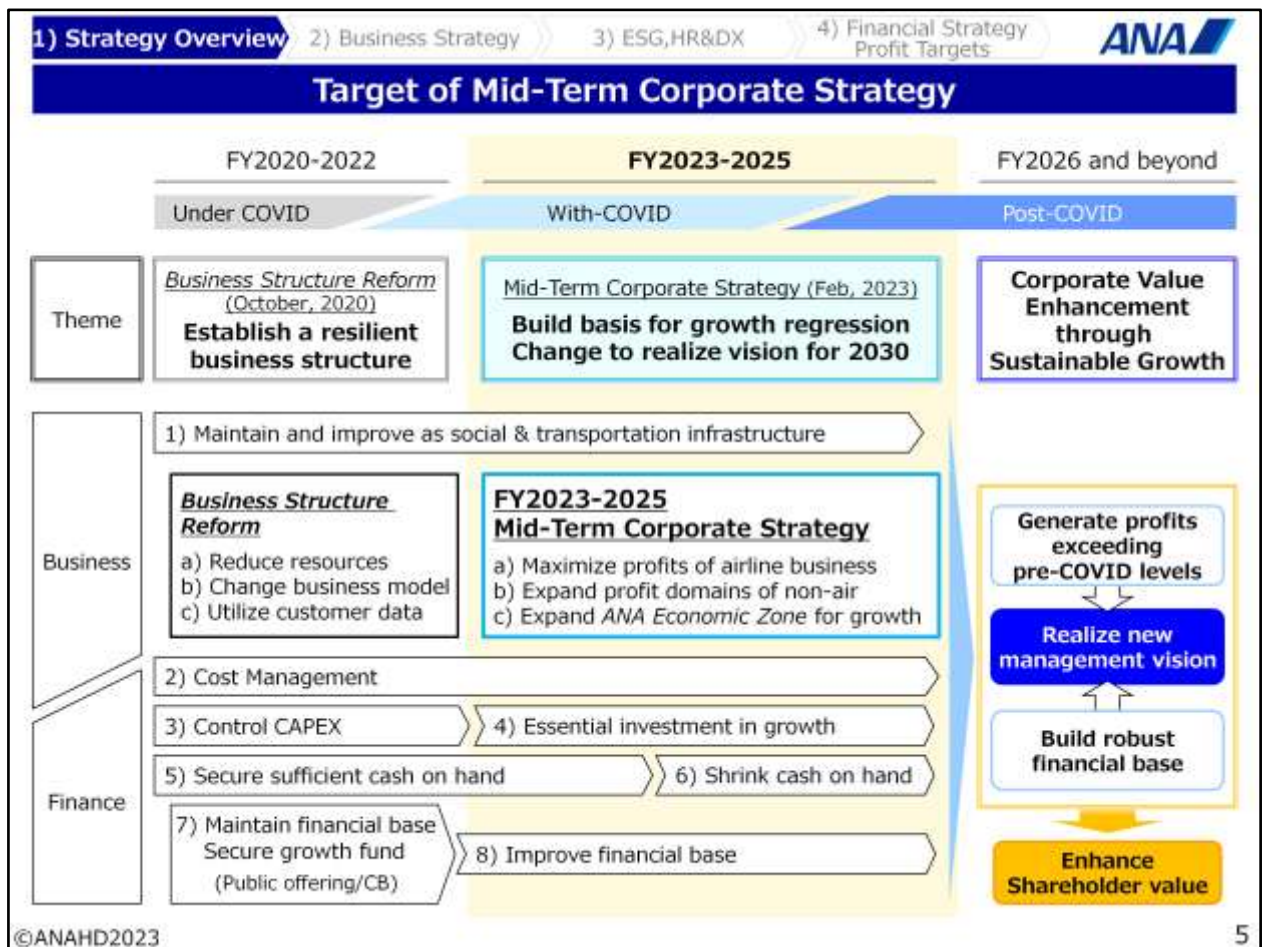 1) Strategy Overview
2) Business Strategy
3) ESG,HR&DX
4) Financial Strategy
Profit Targets
ANA
Target of Mid-Term Corporate Strategy
FY2020-2022
FY2023-2025
FY2026 and beyond
Under COVID
With-COVID
Post-COVID
Theme
Business Structure Reform
(October, 2020)
Establish a resilient
business structure
Mid-Term Corporate Strategy (Feb, 2023)
Build basis for growth regression
Change to realize vision for 2030
Corporate Value
Enhancement
through
Sustainable Growth
Business
1) Maintain and improve as social & transportation infrastructure
Business Structure
Reform
a) Reduce resources
b) Change business model
c) Utilize customer data
FY2023-2025
Mid-Term Corporate Strategy
a) Maximize profits of airline business
b) Expand profit domains of non-air
c) Expand ANA Economic Zone for growth
2) Cost Management
Finance
3) Control CAPEX
4) Essential investment in growth
5) Secure sufficient cash on hand
6) Shrink cash on hand
7) Maintain financial base
Secure growth fund
(Public offering/CB)
8) Improve financial base
Generate profits
exceeding
pre-COVID levels
Realize new
management vision
Build robust
financial base
Enhance
Shareholder value
©ANAHD2023
5